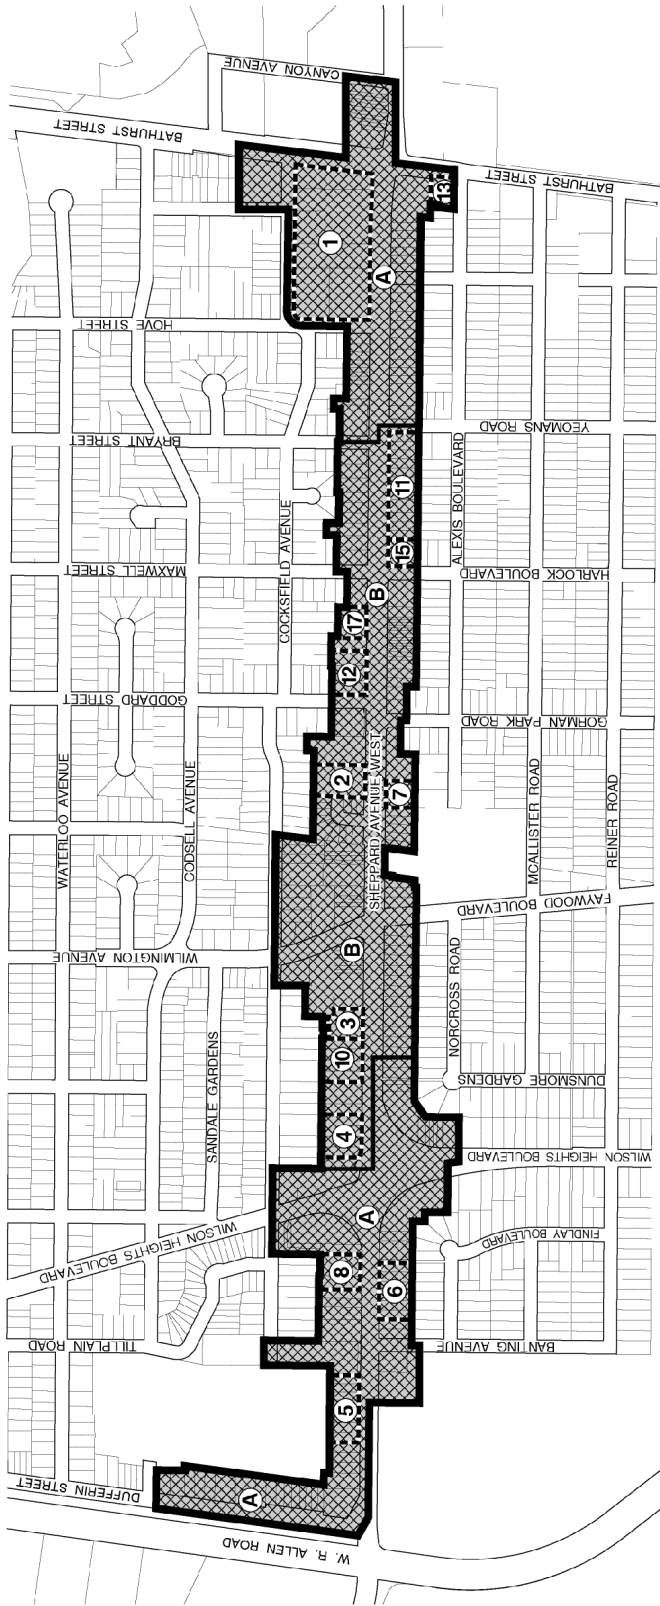 CANYON AVENUE
BATHURST STREET
BATHURST STREET
13
1
A
HOVE STREET
BRYANT STREET
YEOMANS ROAD
11
ALEXIS BOULEVARD
COCKSFIELD AVENUE
15
MAXWELL STREET
HARLOCK BOULEVARD
B
17
12
GODDARD STREET
GORMAN PARK ROAD
2
7
SHEPPARD AVENUE WEST
WATERLOO AVENUE
CODSELL AVENUE
MCALLISTER ROAD
REINER ROAD
FAYWOOD BOULEVARD
WILMINGTON AVENUE
B
NORCROSS ROAD
3
10
SANDALE GARDENS
DUNSMORE GARDENS
4
WILSON HEIGHTS BOULEVARD
A
WILSON HEIGHTS BOULEVARD
FINDLAY BOULEVARD
8
6
TILLPLAIN ROAD
BANTING AVENUE
5
DUFFERIN STREET
A
W. R. ALLEN ROAD